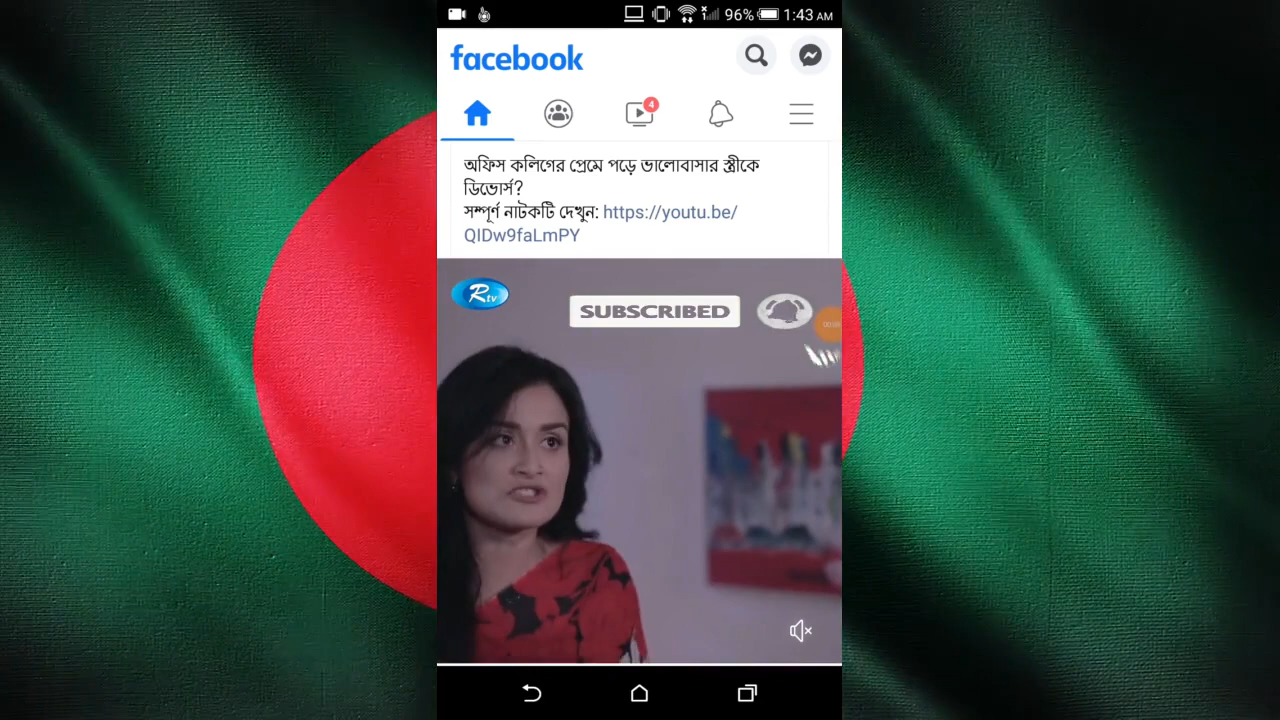 96% 1:43 AM
facebook
4
অফিস কলিগের প্রেমে পড়ে ভালোবাসার স্ত্রীকে
ডিভোর্স?
সম্পূর্ণ নাটকটি দেখুন: https://youtu.be/
QIDw9faLmPY
Rtv
SUBSCRIBED